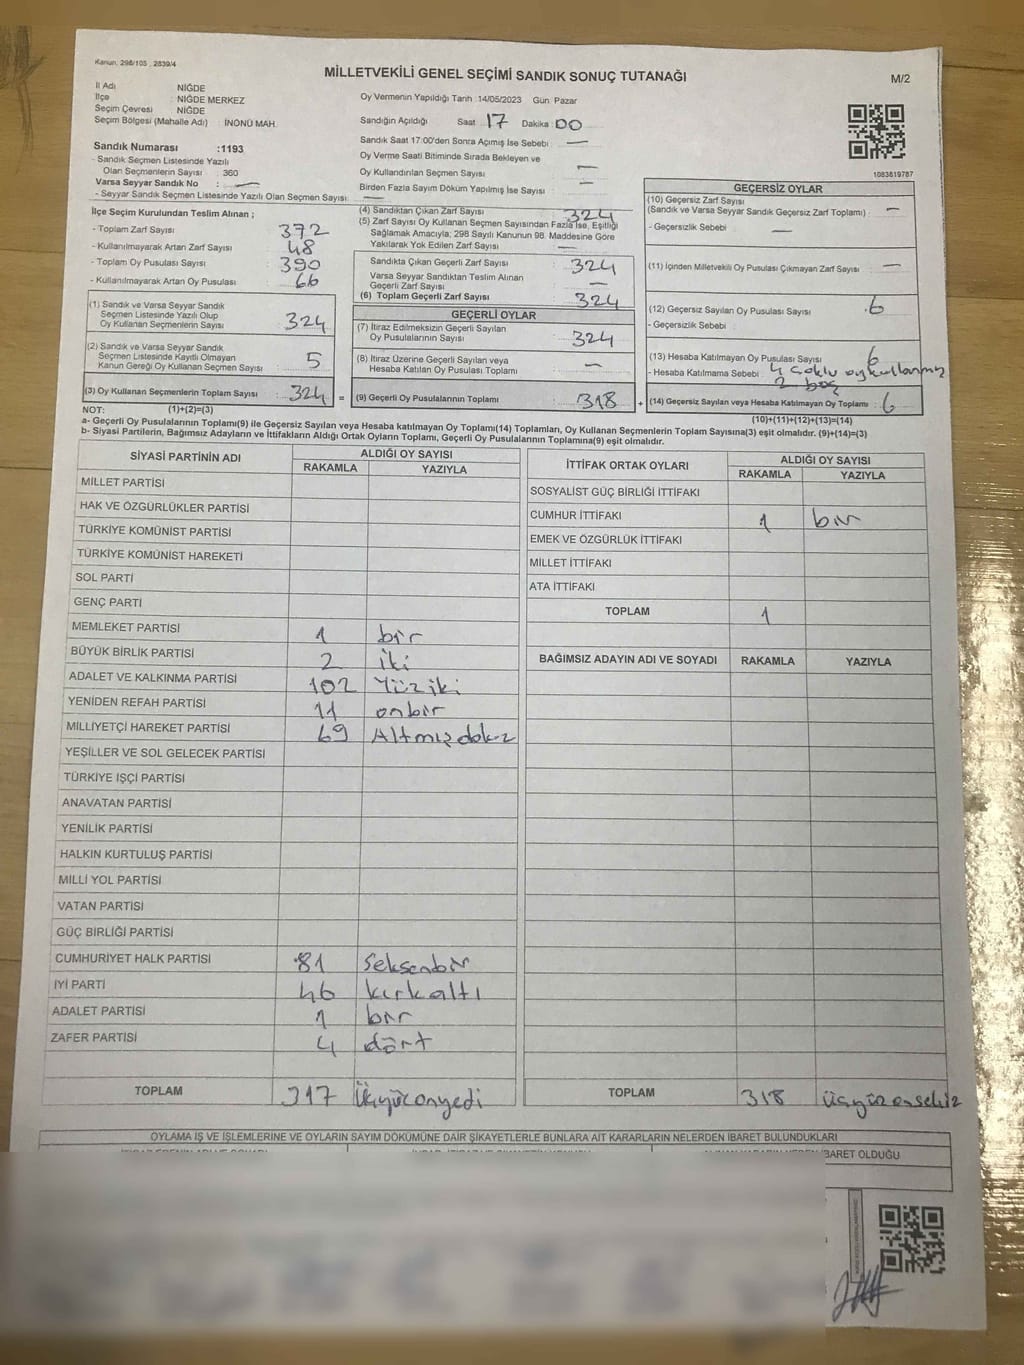 Kanun: 298/105 , 2839/4
MİLLETVEKİLİ GENEL SEÇİMİ SANDIK SONUÇ TUTANAĞI
M/2
İl Adı NİĞDE
İlçe : NİĞDE MERKEZ
Seçim Çevresi NİĞDE
Seçim Bölgesi (Mahalle Adı) : İNÖNÜ MAH.
Sandık Numarası :1193
- Sandık Seçmen Listesinde Yazılı
Olan Seçmenlerin Sayısı : 360
Varsa Seyyar Sandık No : —
- Seyyar Sandık Seçmen Listesinde Yazılı Olan Seçmen Sayısı : —
Oy Vermenin Yapıldığı Tarih :14/05/2023 Gün Pazar
Sandığın Açıldığı Saat 17 Dakika : 00
Sandık Saat 17:00'den Sonra Açımış İse Sebebi : —
Oy Verme Saati Bitiminde Sırada Bekleyen ve
Oy Kullandırılan Seçmen Sayısı : —
Birden Fazla Sayım Döküm Yapılmış İse Sayısı : —
1083619787
İlçe Seçim Kurulundan Teslim Alınan ;
- Toplam Zarf Sayısı : 372
- Kullanılmayarak Artan Zarf Sayısı : 48
- Toplam Oy Pusulası Sayısı : 390
- Kullanılmayarak Artan Oy Pusulası : 66
(1) Sandık ve Varsa Seyyar Sandık
Seçmen Listesinde Yazılı Olup
Oy Kullanan Seçmenlerin Sayısı : 324
(2) Sandık ve Varsa Seyyar Sandık
Seçmen Listesinde Kayıtlı Olmayan
Kanun Gereği Oy Kullanan Seçmen Sayısı : 5
(3) Oy Kullanan Seçmenlerin Toplam Sayısı : 324 =
(4) Sandıktan Çıkan Zarf Sayısı : 324
(5) Zarf Sayısı Oy Kullanan Seçmen Sayısından Fazla İse, Eşitliği
Sağlamak Amacıyla; 298 Sayılı Kanunun 98. Maddesine Göre
Yakılarak Yok Edilen Zarf Sayısı : —
Sandıkta Çıkan Geçerli Zarf Sayısı : 324
Varsa Seyyar Sandıktan Teslim Alınan
Geçerli Zarf Sayısı : —
(6) Toplam Geçerli Zarf Sayısı : 324
GEÇERLİ OYLAR
(7) İtiraz Edilmeksizin Geçerli Sayılan
Oy Pusulalarının Sayısı : 324
(8) İtiraz Üzerine Geçerli Sayılan veya
Hesaba Katılan Oy Pusulası Toplamı : —
(9) Geçerli Oy Pusulalarının Toplamı : 318 +
GEÇERSİZ OYLAR
(10) Geçersiz Zarf Sayısı
(Sandık ve Varsa Seyyar Sandık Geçersiz Zarf Toplamı) : —
- Geçersizlik Sebebi : —
(11) İçinden Milletvekili Oy Pusulası Çıkmayan Zarf Sayısı : —
(12) Geçersiz Sayılan Oy Pusulası Sayısı : 6
- Geçersizlik Sebebi :
(13) Hesaba Katılmayan Oy Pusulası Sayısı : 6
- Hesaba Katılmama Sebebi : 4 çoklu oy kullanmış
2 boş
(14) Geçersiz Sayılan veya Hesaba Katılmayan Oy Toplamı : 6
NOT: (1)+(2)=(3)
(10)+(11)+(12)+(13)=(14)
a- Geçerli Oy Pusulalarının Toplamı(9) ile Geçersiz Sayılan veya Hesaba katılmayan Oy Toplamı(14) Toplamları, Oy Kullanan Seçmenlerin Toplam Sayısına(3) eşit olmalıdır. (9)+(14)=(3)
b- Siyasi Partilerin, Bağımsız Adayların ve İttifakların Aldığı Ortak Oyların Toplamı, Geçerli Oy Pusulalarının Toplamına(9) eşit olmalıdır.
SİYASİ PARTİNİN ADI ALDIĞI OY SAYISI
RAKAMLA YAZIYLA
MİLLET PARTİSİ
HAK VE ÖZGÜRLÜKLER PARTİSİ
TÜRKİYE KOMÜNİST PARTİSİ
TÜRKİYE KOMÜNİST HAREKETİ
SOL PARTİ
GENÇ PARTİ
MEMLEKET PARTİSİ 1 bir
BÜYÜK BİRLİK PARTİSİ 2 iki
ADALET VE KALKINMA PARTİSİ 102 Yüziki
YENİDEN REFAH PARTİSİ 11 onbir
MİLLİYETÇİ HAREKET PARTİSİ 69 Altmışdokuz
YEŞİLLER VE SOL GELECEK PARTİSİ
TÜRKİYE İŞÇİ PARTİSİ
ANAVATAN PARTİSİ
YENİLİK PARTİSİ
HALKIN KURTULUŞ PARTİSİ
MİLLİ YOL PARTİSİ
VATAN PARTİSİ
GÜÇ BİRLİĞİ PARTİSİ
CUMHURİYET HALK PARTİSİ 81 Seksenbir
İYİ PARTİ 46 kırkaltı
ADALET PARTİSİ 1 bir
ZAFER PARTİSİ 4 dört
TOPLAM 317 Üçyüzonyedi
İTTİFAK ORTAK OYLARI ALDIĞI OY SAYISI
RAKAMLA YAZIYLA
SOSYALİST GÜÇ BİRLİĞİ İTTİFAKI
CUMHUR İTTİFAKI 1 bir
EMEK VE ÖZGÜRLÜK İTTİFAKI
MİLLET İTTİFAKI
ATA İTTİFAKI
TOPLAM 1
BAĞIMSIZ ADAYIN ADI VE SOYADI RAKAMLA YAZIYLA
TOPLAM 318 üçyüzonsekiz
OYLAMA İŞ VE İŞLEMLERİNE VE OYLARIN SAYIM DÖKÜMÜNE DAİR ŞİKAYETLERLE BUNLARA AİT KARARLARIN NELERDEN İBARET BULUNDUKLARI
İBARET OLDUĞU